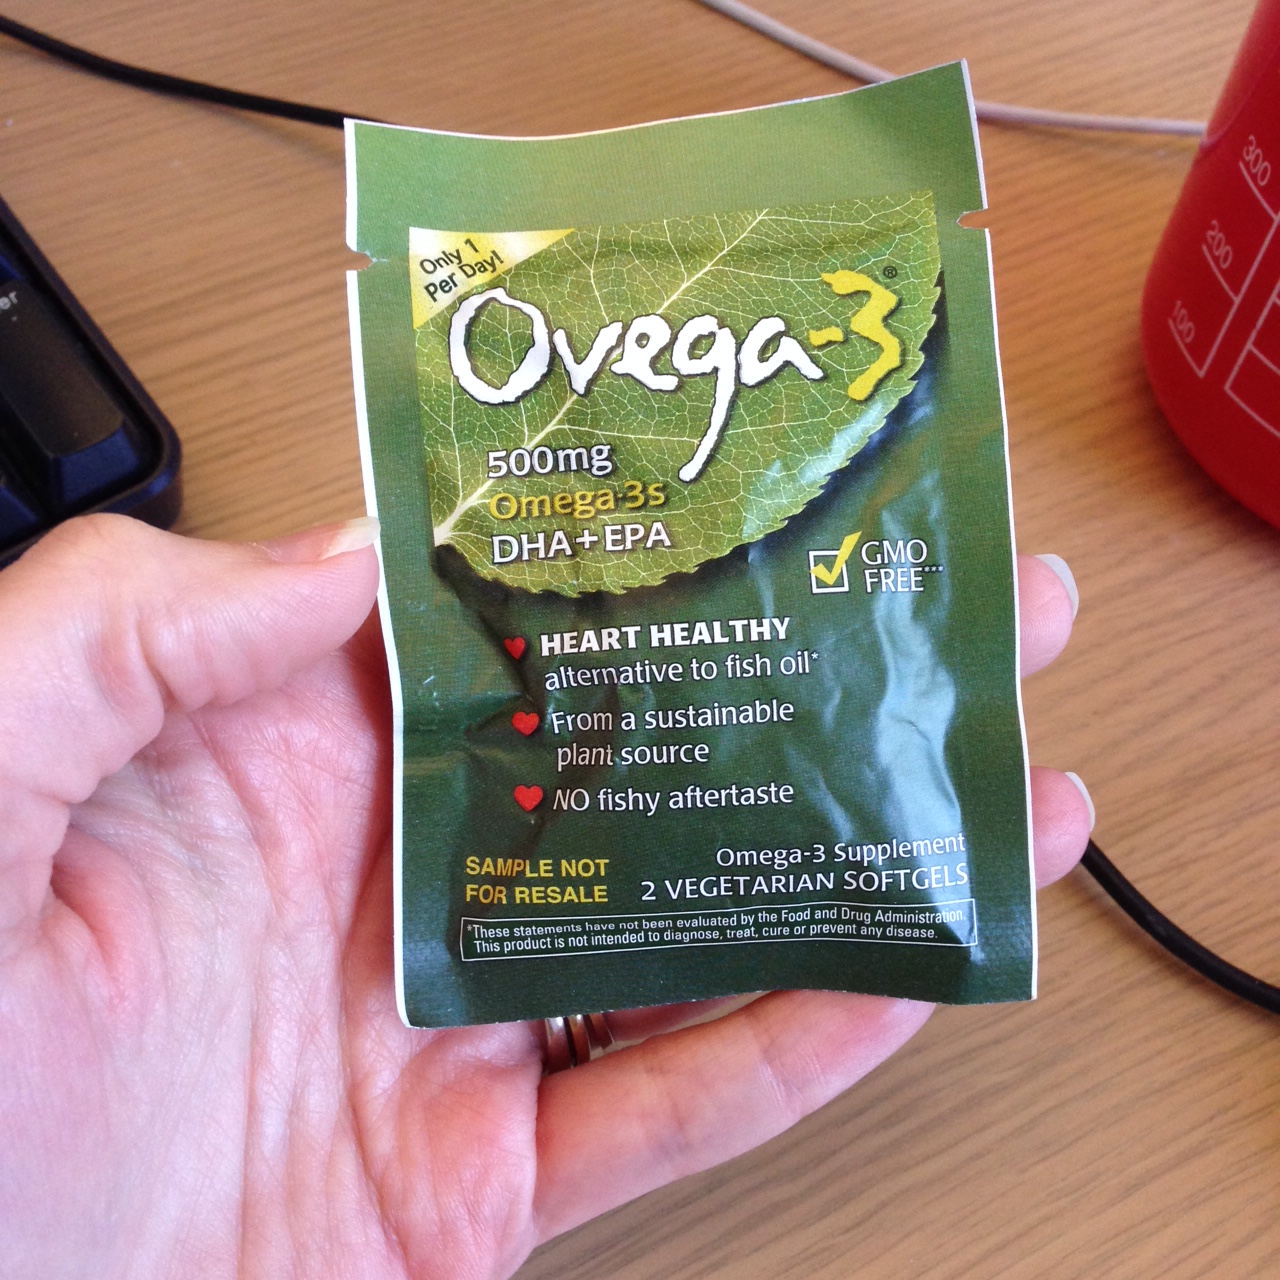 Only 1
Per Day!
Ovega-3®
500mg
Omega-3s
DHA+EPA
GMO
FREE***
HEART HEALTHY
alternative to fish oil*
From a sustainable
plant source
NO fishy aftertaste
SAMPLE NOT
FOR RESALE
Omega-3 Supplement
2 VEGETARIAN SOFTGELS
*These statements have not been evaluated by the Food and Drug Administration.
This product is not intended to diagnose, treat, cure or prevent any disease.
300
200
100